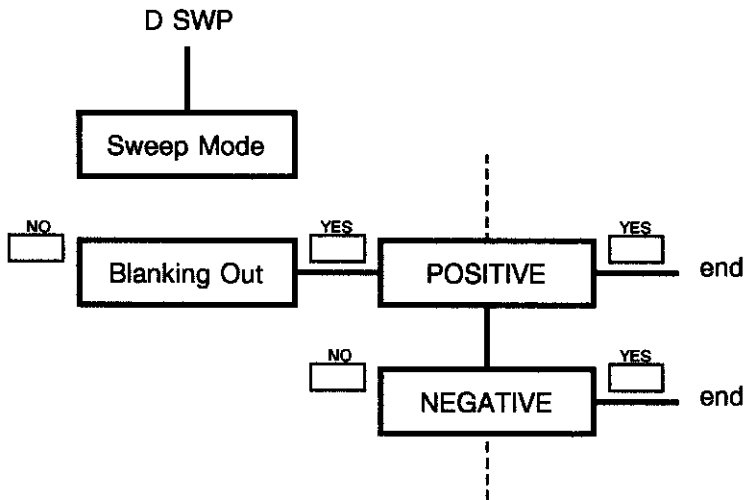 D SWP
Sweep Mode
NO
YES
YES
Blanking Out
POSITIVE
end
NO
YES
NEGATIVE
end